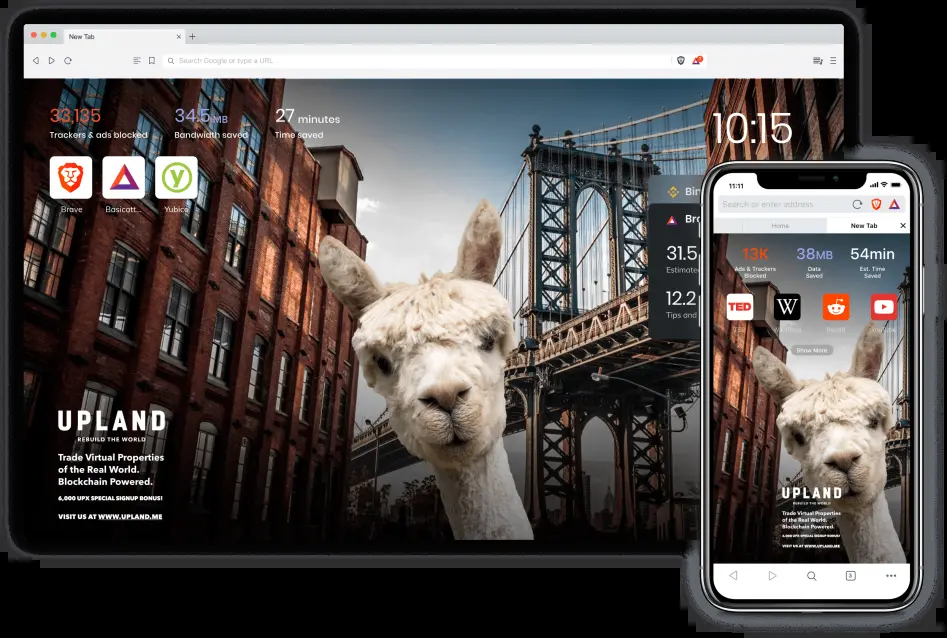 New Tab
Search Google or type a URL
33,135
Trackers & ads blocked
34.5MB
Bandwidth saved
27 minutes
Time saved
10:15
Brave
Basicatt...
Yubico
Bin
Br
31.5
Estimate
12.2
Tips and
UPLAND
REBUILD THE WORLD
Trade Virtual Properties
of the Real World.
Blockchain Powered.
6,000 UPX SPECIAL SIGNUP BONUS!
VISIT US AT WWW.UPLAND.ME
11:11
Search or enter address
Home
New Tab
13K
Ads & Trackers
Blocked
38MB
Data
Saved
54min
Est. Time
Saved
TED
W
Reddit
Show More
UPLAND
REBUILD THE WORLD
Trade Virtual Properties
of the Real World.
Blockchain Powered.
6,000 UPX SPECIAL SIGNUP BONUS!
VISIT US AT WWW.UPLAND.ME
3